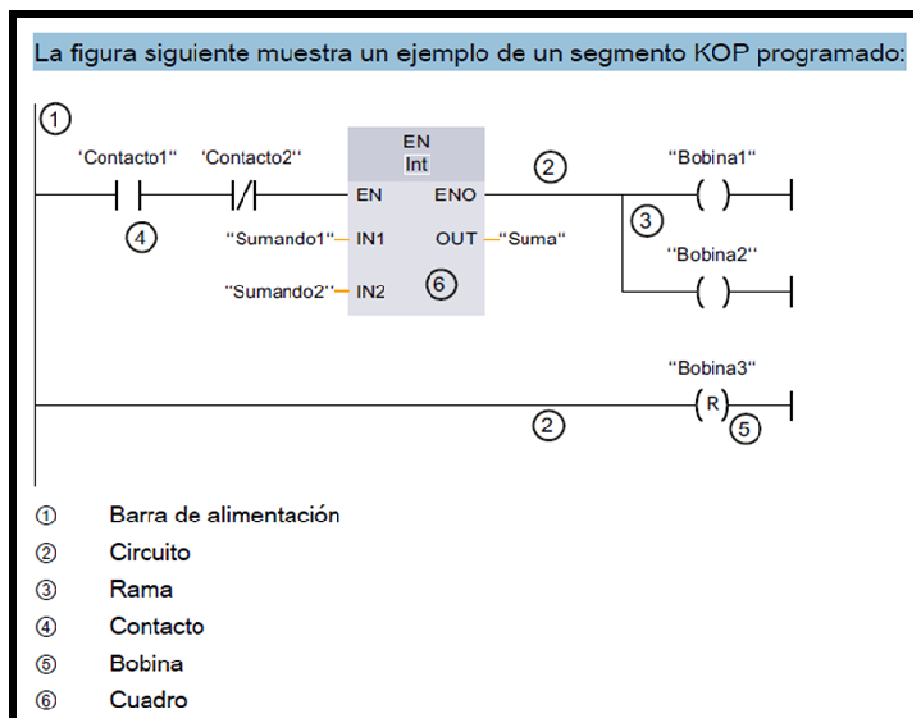 La figura siguiente muestra un ejemplo de un segmento KOP programado:
①
'Contacto1" 'Contacto2" EN "Bobina1"
Int ②
EN ENO ( )
④ "Sumando1" IN1 OUT "Suma" ③
"Bobina2"
"Sumando2" IN2 ⑥ ( )
"Bobina3"
(R)
② ⑤
① Barra de alimentación
② Circuito
③ Rama
④ Contacto
⑤ Bobina
⑥ Cuadro